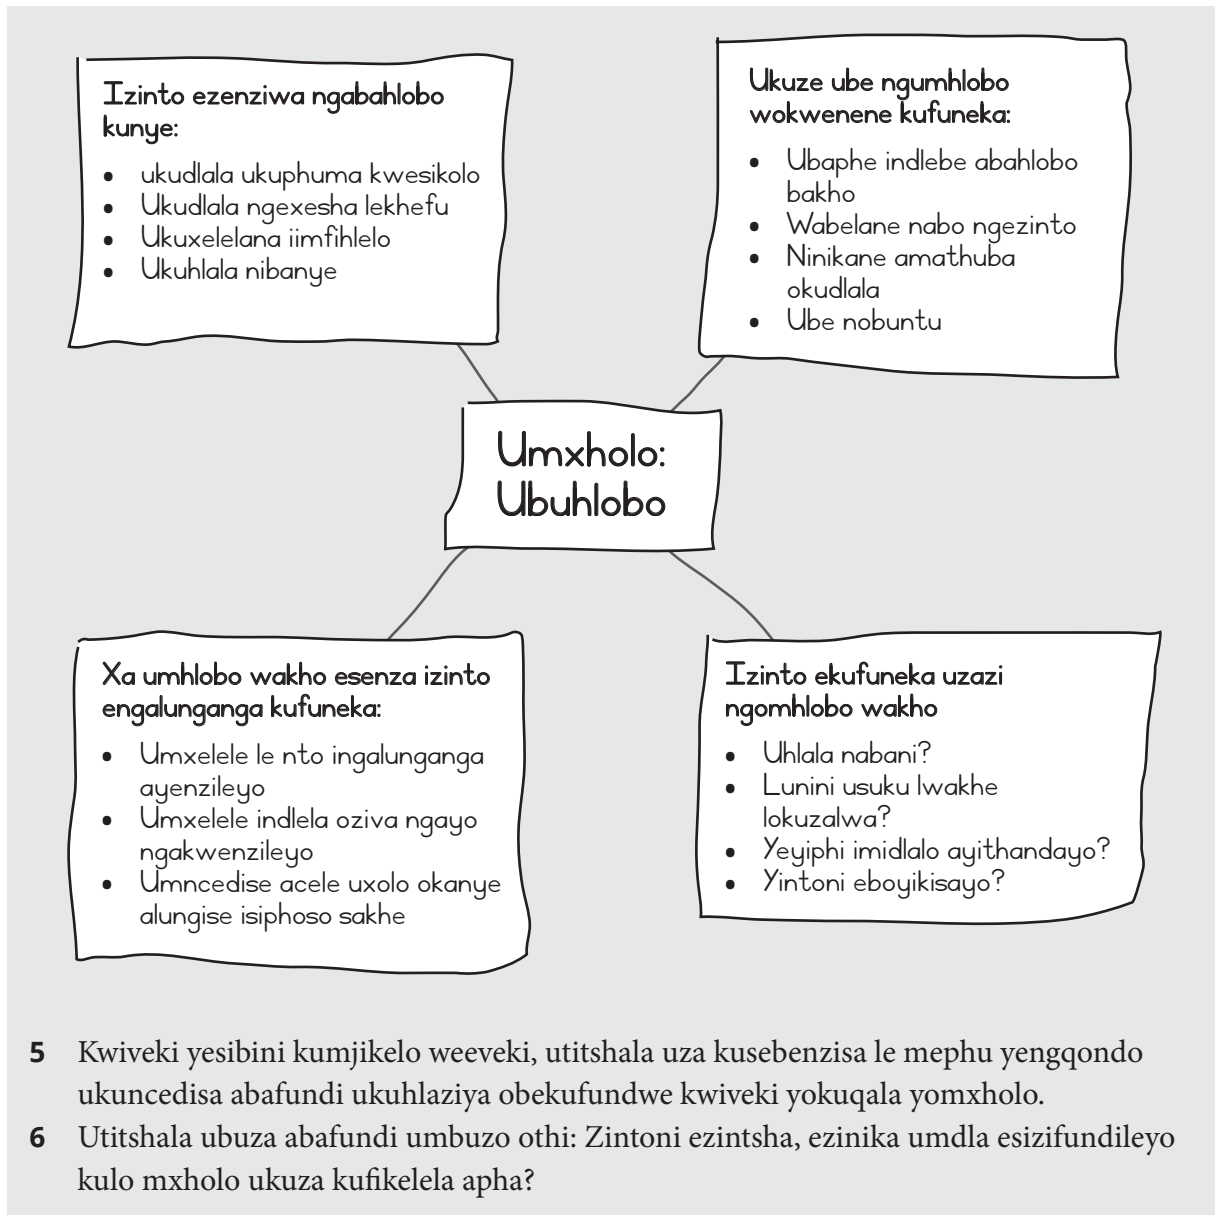 Izinto ezenziwa ngabahlobo
kunye:
• ukudlala ukuphuma kwesikolo
• Ukudlala ngexesha lekhefu
• Ukuxelelana iimfihlelo
• Ukuhlala nibanye
Ukuze ube ngumhlobo
wokwenene kufuneka:
• Ubaphe indlebe abahlobo
bakho
• Wabelane nabo ngezinto
• Ninikane amathuba
okudlala
• Ube nobuntu
Umxholo:
Ubuhlobo
Xa umhlobo wakho esenza izinto
engalunganga kufuneka:
• Umxelele le nto ingalunganga
ayenzileyo
• Umxelele indlela oziva ngayo
ngakwenzileyo
• Umncedise acele uxolo okanye
alungise isiphoso sakhe
Izinto ekufuneka uzazi
ngomhlobo wakho
• Uhlala nabani?
• Lunini usuku lwakhe
lokuzalwa?
• Yeyiphi imidlalo ayithandayo?
• Yintoni eboyikisayo?
5 Kwiveki yesibini kumjikelo weeveki, utitshala uza kusebenzisa le mephu yengqondo
ukuncedisa abafundi ukuhlaziya obekufundwe kwiveki yokuqala yomxholo.
6 Utitshala ubuza abafundi umbuzo othi: Zintoni ezintsha, ezinika umdla esizifundileyo
kulo mxholo ukuza kufikelela apha?